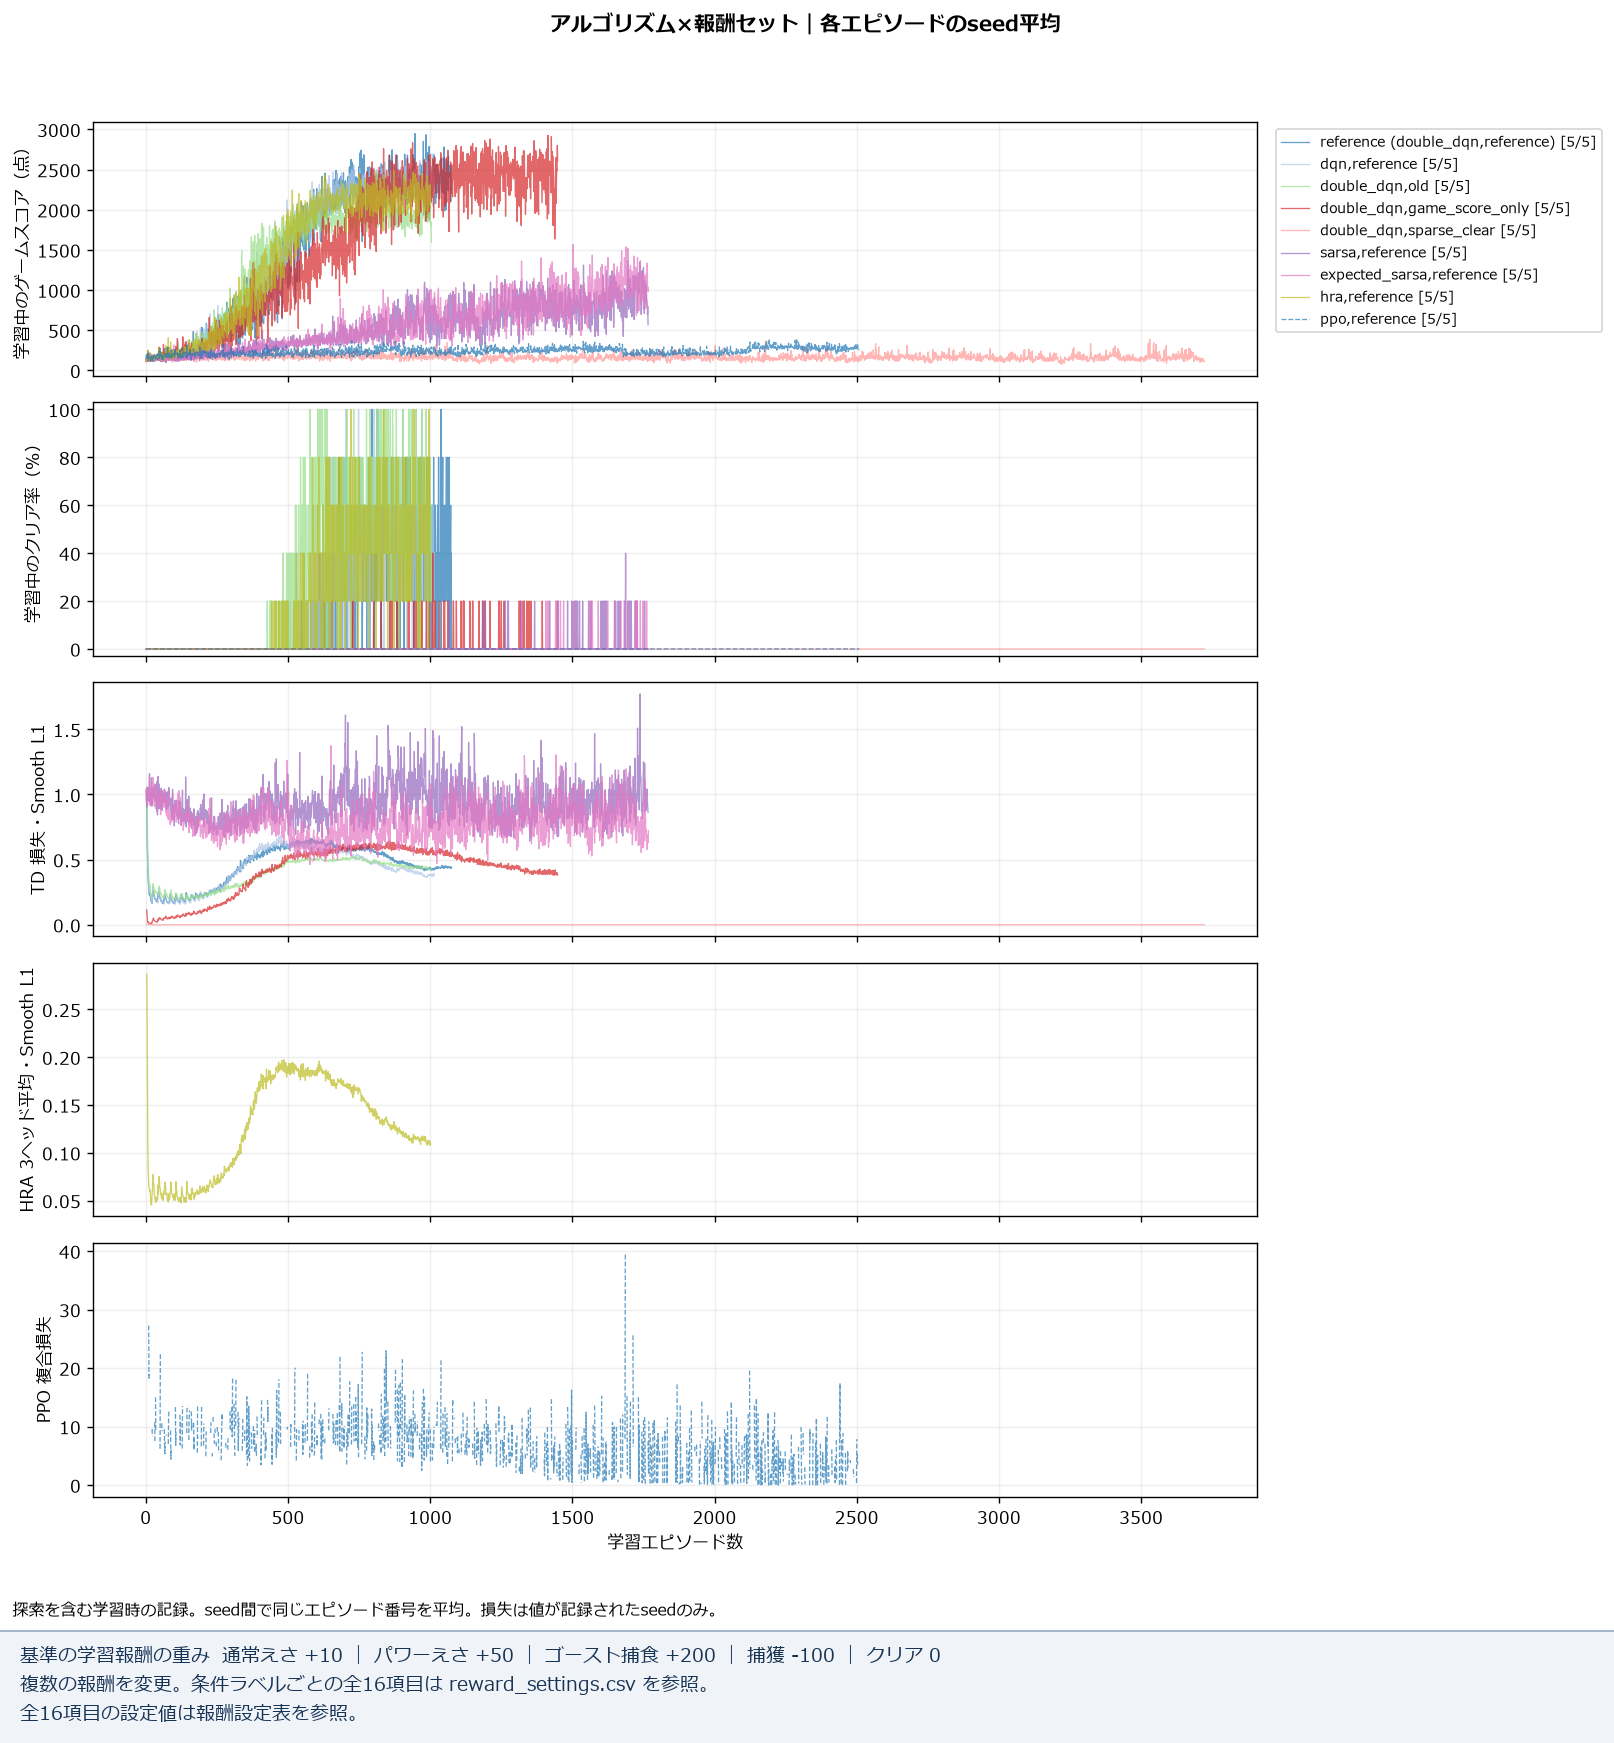 アルゴリズム×報酬セット｜各エピソードのseed平均
学習中のゲームスコア（点）
3000
2500
2000
1500
1000
500
0
reference (double_dqn,reference) [5/5]
dqn,reference [5/5]
double_dqn,old [5/5]
double_dqn,game_score_only [5/5]
double_dqn,sparse_clear [5/5]
sarsa,reference [5/5]
expected_sarsa,reference [5/5]
hra,reference [5/5]
ppo,reference [5/5]
学習中のクリア率（%）
100
80
60
40
20
0
TD 損失・Smooth L1
1.5
1.0
0.5
0.0
HRA 3ヘッド平均・Smooth L1
0.25
0.20
0.15
0.10
0.05
PPO 複合損失
40
30
20
10
0
0 500 1000 1500 2000 2500 3000 3500
学習エピソード数
探索を含む学習時の記録。seed間で同じエピソード番号を平均。損失は値が記録されたseedのみ。
基準の学習報酬の重み 通常えさ +10 ｜ パワーえさ +50 ｜ ゴースト捕食 +200 ｜ 捕獲 -100 ｜ クリア 0
複数の報酬を変更。条件ラベルごとの全16項目は reward_settings.csv を参照。
全16項目の設定値は報酬設定表を参照。